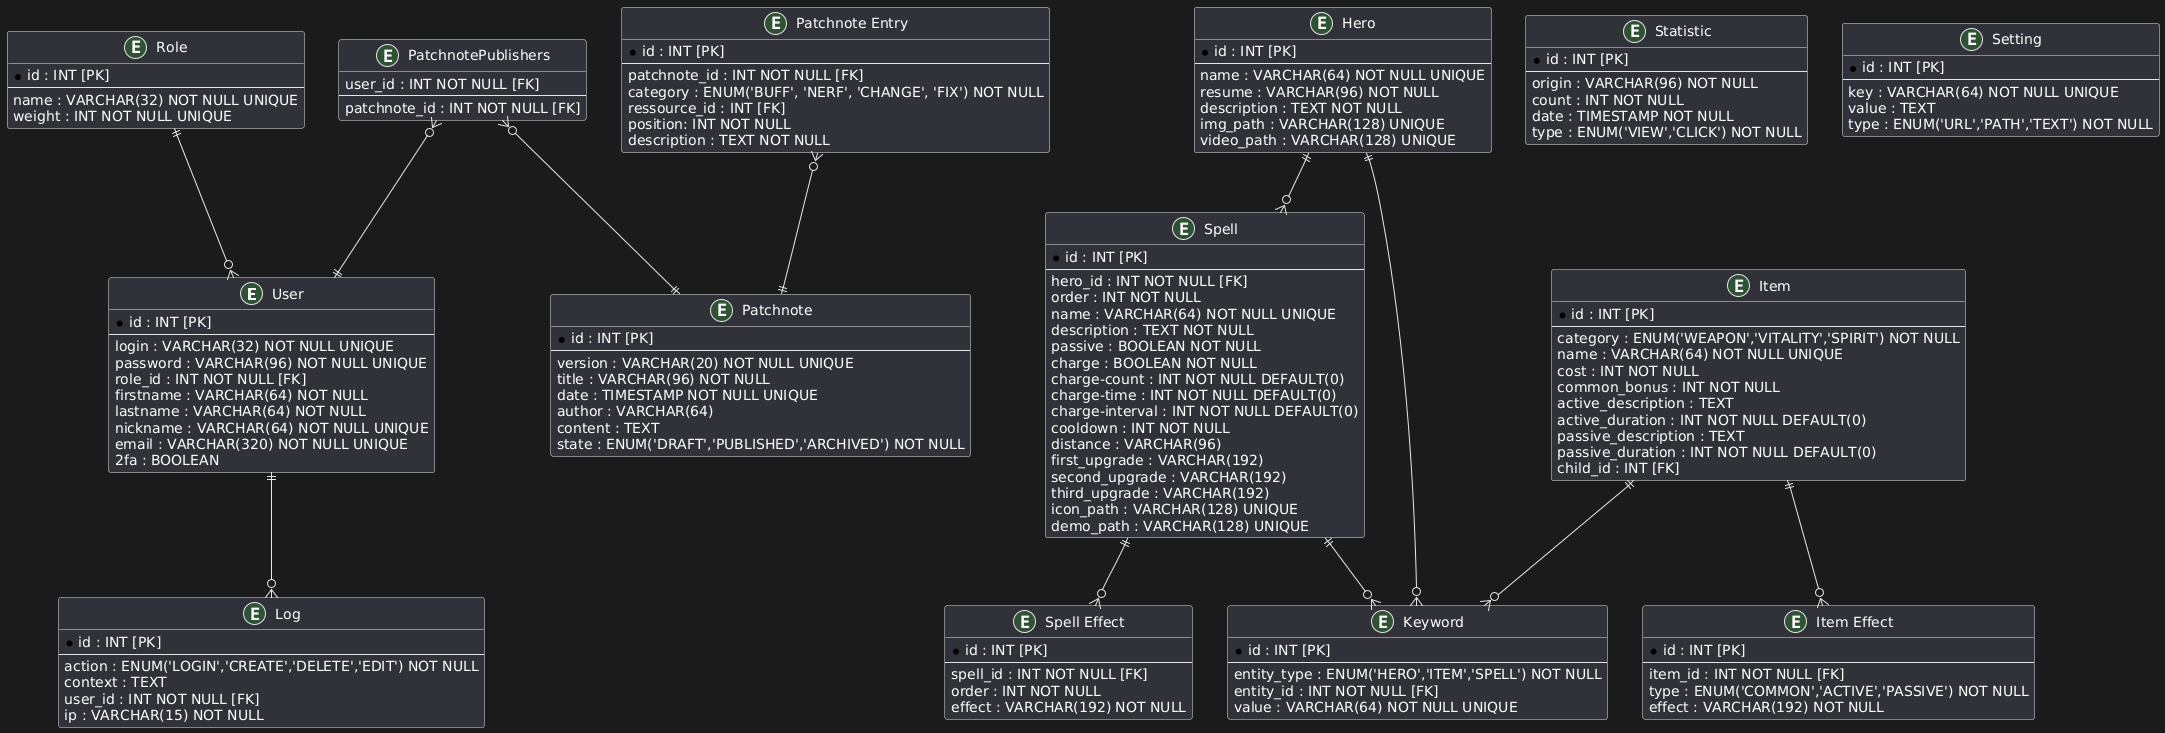 E Role
id : INT [PK]
name : VARCHAR(32) NOT NULL UNIQUE
weight : INT NOT NULL UNIQUE
E PatchnotePublishers
user_id : INT NOT NULL [FK]
patchnote_id : INT NOT NULL [FK]
E Patchnote Entry
id : INT [PK]
patchnote_id : INT NOT NULL [FK]
category : ENUM('BUFF', 'NERF', 'CHANGE', 'FIX') NOT NULL
ressource_id : INT [FK]
position: INT NOT NULL
description : TEXT NOT NULL
E Hero
id : INT [PK]
name : VARCHAR(64) NOT NULL UNIQUE
resume : VARCHAR(96) NOT NULL
description : TEXT NOT NULL
img_path : VARCHAR(128) UNIQUE
video_path : VARCHAR(128) UNIQUE
E Statistic
id : INT [PK]
origin : VARCHAR(96) NOT NULL
count : INT NOT NULL
date : TIMESTAMP NOT NULL
type : ENUM('VIEW','CLICK') NOT NULL
E Setting
id : INT [PK]
key : VARCHAR(64) NOT NULL UNIQUE
value : TEXT
type : ENUM('URL','PATH','TEXT') NOT NULL
E User
id : INT [PK]
login : VARCHAR(32) NOT NULL UNIQUE
password : VARCHAR(96) NOT NULL UNIQUE
role_id : INT NOT NULL [FK]
firstname : VARCHAR(64) NOT NULL
lastname : VARCHAR(64) NOT NULL
nickname : VARCHAR(64) NOT NULL UNIQUE
email : VARCHAR(320) NOT NULL UNIQUE
2fa : BOOLEAN
E Patchnote
id : INT [PK]
version : VARCHAR(20) NOT NULL UNIQUE
title : VARCHAR(96) NOT NULL
date : TIMESTAMP NOT NULL UNIQUE
author : VARCHAR(64)
content : TEXT
state : ENUM('DRAFT','PUBLISHED','ARCHIVED') NOT NULL
E Spell
id : INT [PK]
hero_id : INT NOT NULL [FK]
order : INT NOT NULL
name : VARCHAR(64) NOT NULL UNIQUE
description : TEXT NOT NULL
passive : BOOLEAN NOT NULL
charge : BOOLEAN NOT NULL
charge-count : INT NOT NULL DEFAULT(0)
charge-time : INT NOT NULL DEFAULT(0)
charge-interval : INT NOT NULL DEFAULT(0)
cooldown : INT NOT NULL
distance : VARCHAR(96)
first_upgrade : VARCHAR(192)
second_upgrade : VARCHAR(192)
third_upgrade : VARCHAR(192)
icon_path : VARCHAR(128) UNIQUE
demo_path : VARCHAR(128) UNIQUE
E Item
id : INT [PK]
category : ENUM('WEAPON','VITALITY','SPIRIT') NOT NULL
name : VARCHAR(64) NOT NULL UNIQUE
cost : INT NOT NULL
common_bonus : INT NOT NULL
active_description : TEXT
active_duration : INT NOT NULL DEFAULT(0)
passive_description : TEXT
passive_duration : INT NOT NULL DEFAULT(0)
child_id : INT [FK]
E Log
id : INT [PK]
action : ENUM('LOGIN','CREATE','DELETE','EDIT') NOT NULL
context : TEXT
user_id : INT NOT NULL [FK]
ip : VARCHAR(15) NOT NULL
E Spell Effect
id : INT [PK]
spell_id : INT NOT NULL [FK]
order : INT NOT NULL
effect : VARCHAR(192) NOT NULL
E Keyword
id : INT [PK]
entity_type : ENUM('HERO','ITEM','SPELL') NOT NULL
entity_id : INT NOT NULL [FK]
value : VARCHAR(64) NOT NULL UNIQUE
E Item Effect
id : INT [PK]
item_id : INT NOT NULL [FK]
type : ENUM('COMMON','ACTIVE','PASSIVE') NOT NULL
effect : VARCHAR(192) NOT NULL